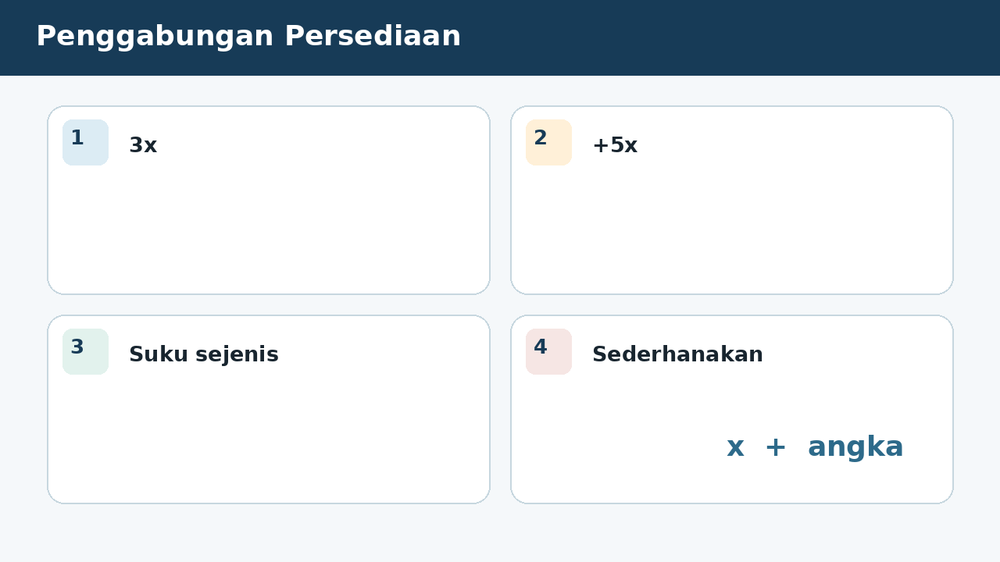 Penggabungan Persediaan
1 3x
2 +5x
3 Suku sejenis
4 Sederhanakan
x + angka